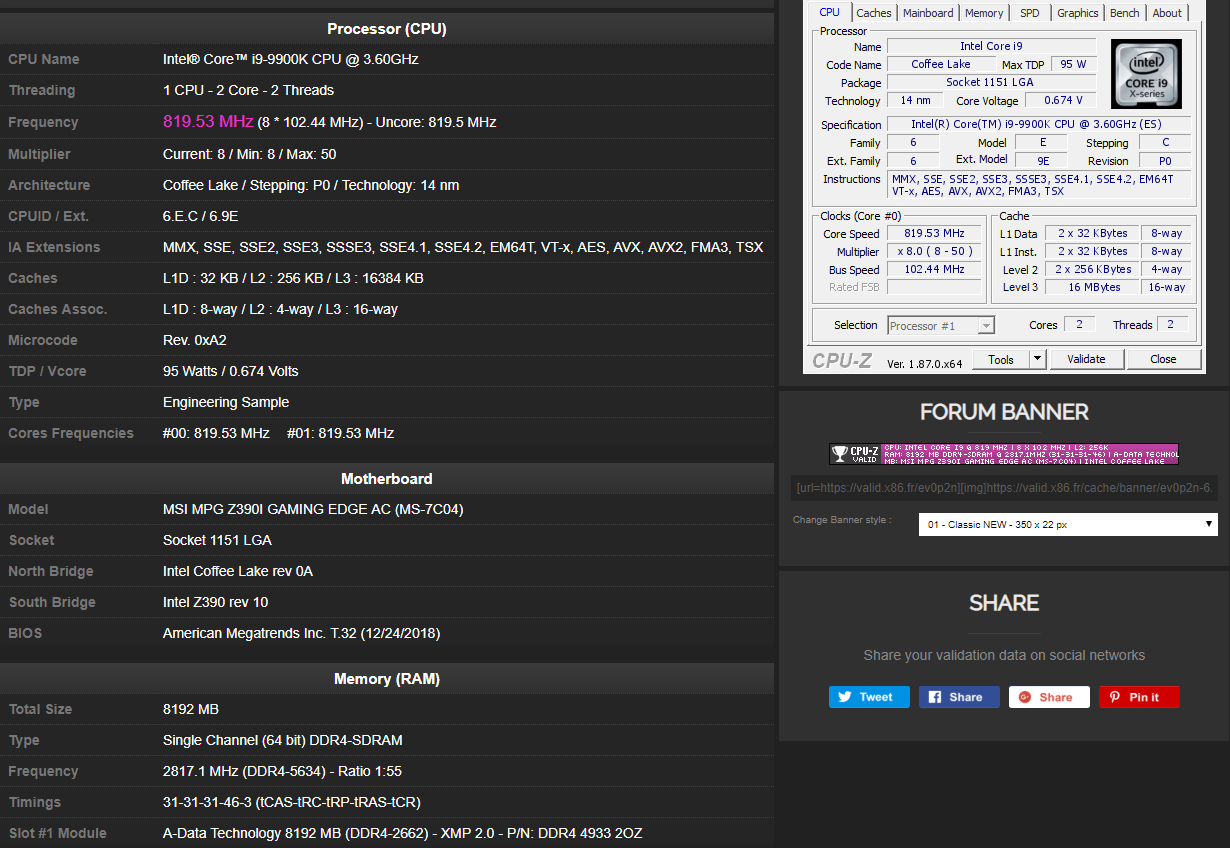 Processor (CPU)
CPU Name Intel® Core™ i9-9900K CPU @ 3.60GHz
Threading 1 CPU - 2 Core - 2 Threads
Frequency 819.53 MHz (8 * 102.44 MHz) - Uncore: 819.5 MHz
Multiplier Current: 8 / Min: 8 / Max: 50
Architecture Coffee Lake / Stepping: P0 / Technology: 14 nm
CPUID / Ext. 6.E.C / 6.9E
IA Extensions MMX, SSE, SSE2, SSE3, SSSE3, SSE4.1, SSE4.2, EM64T, VT-x, AES, AVX, AVX2, FMA3, TSX
Caches L1D : 32 KB / L2 : 256 KB / L3 : 16384 KB
Caches Assoc. L1D : 8-way / L2 : 4-way / L3 : 16-way
Microcode Rev. 0xA2
TDP / Vcore 95 Watts / 0.674 Volts
Type Engineering Sample
Cores Frequencies #00: 819.53 MHz #01: 819.53 MHz
Motherboard
Model MSI MPG Z390I GAMING EDGE AC (MS-7C04)
Socket Socket 1151 LGA
North Bridge Intel Coffee Lake rev 0A
South Bridge Intel Z390 rev 10
BIOS American Megatrends Inc. T.32 (12/24/2018)
Memory (RAM)
Total Size 8192 MB
Type Single Channel (64 bit) DDR4-SDRAM
Frequency 2817.1 MHz (DDR4-5634) - Ratio 1:55
Timings 31-31-31-46-3 (tCAS-tRC-tRP-tRAS-tCR)
Slot #1 Module A-Data Technology 8192 MB (DDR4-2662) - XMP 2.0 - P/N: DDR4 4933 2OZ
CPU Caches Mainboard Memory SPD Graphics Bench About
Processor
Name Intel Core i9
Code Name Coffee Lake Max TDP 95 W
Package Socket 1151 LGA
Technology 14 nm Core Voltage 0.674 V
intel
CORE i9
X-series
Specification Intel(R) Core(TM) i9-9900K CPU @ 3.60GHz (ES)
Family 6 Model E Stepping C
Ext. Family 6 Ext. Model 9E Revision P0
Instructions MMX, SSE, SSE2, SSE3, SSSE3, SSE4.1, SSE4.2, EM64T
VT-x, AES, AVX, AVX2, FMA3, TSX
Clocks (Core #0)
Core Speed 819.53 MHz
Multiplier x 8.0 ( 8 - 50 )
Bus Speed 102.44 MHz
Rated FSB
Cache
L1 Data 2 x 32 KBytes 8-way
L1 Inst. 2 x 32 KBytes 8-way
Level 2 2 x 256 KBytes 4-way
Level 3 16 MBytes 16-way
Selection Processor #1 Cores 2 Threads 2
CPU-Z Ver. 1.87.0.x64 Tools Validate Close
FORUM BANNER
CPU-Z
VALID
CPU: INTEL CORE I9 @ 819 MHZ | 8 X 102 MHZ | L2: 256K
RAM: 8192 MB DDR4-SDRAM @ 2817.1MHZ (31-31-31-46) | A-DATA TECHNOL
MB: MSI MPG Z390I GAMING EDGE AC (MS-7C04) | INTEL COFFEE LAKE
[url=https://valid.x86.fr/ev0p2n][img]https://valid.x86.fr/cache/banner/ev0p2n-6.
Change Banner style : 01 - Classic NEW - 350 x 22 px
SHARE
Share your validation data on social networks
Tweet Share Share Pin it